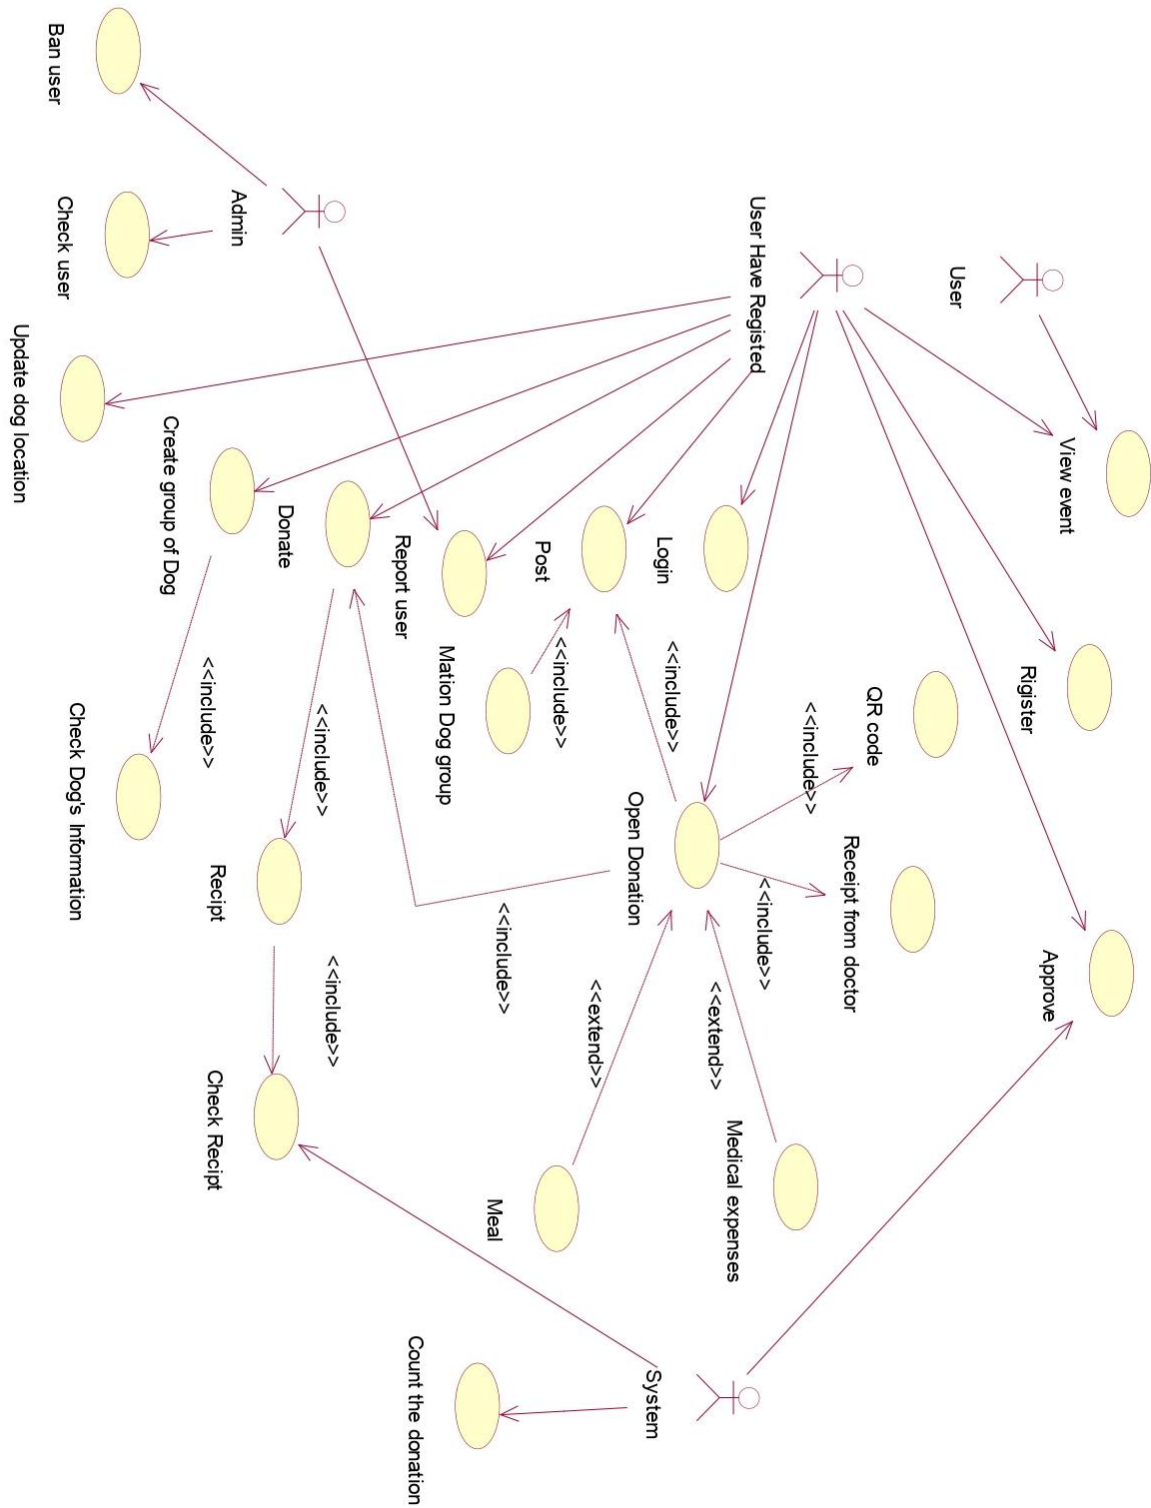 User
View event
Rigister
Approve
User Have Registed
QR code
<<include>>
Receipt from doctor
<<include>>
Login
<<include>>
Open Donation
Medical expenses
<<extend>>
System
Post
<<include>>
Mation Dog group
<<include>>
<<extend>>
Meal
Report user
Count the donation
Admin
Donate
<<include>>
Recipt
<<include>>
Check Recipt
Create group of Dog
<<include>>
Check Dog's Information
Ban user
Check user
Update dog location